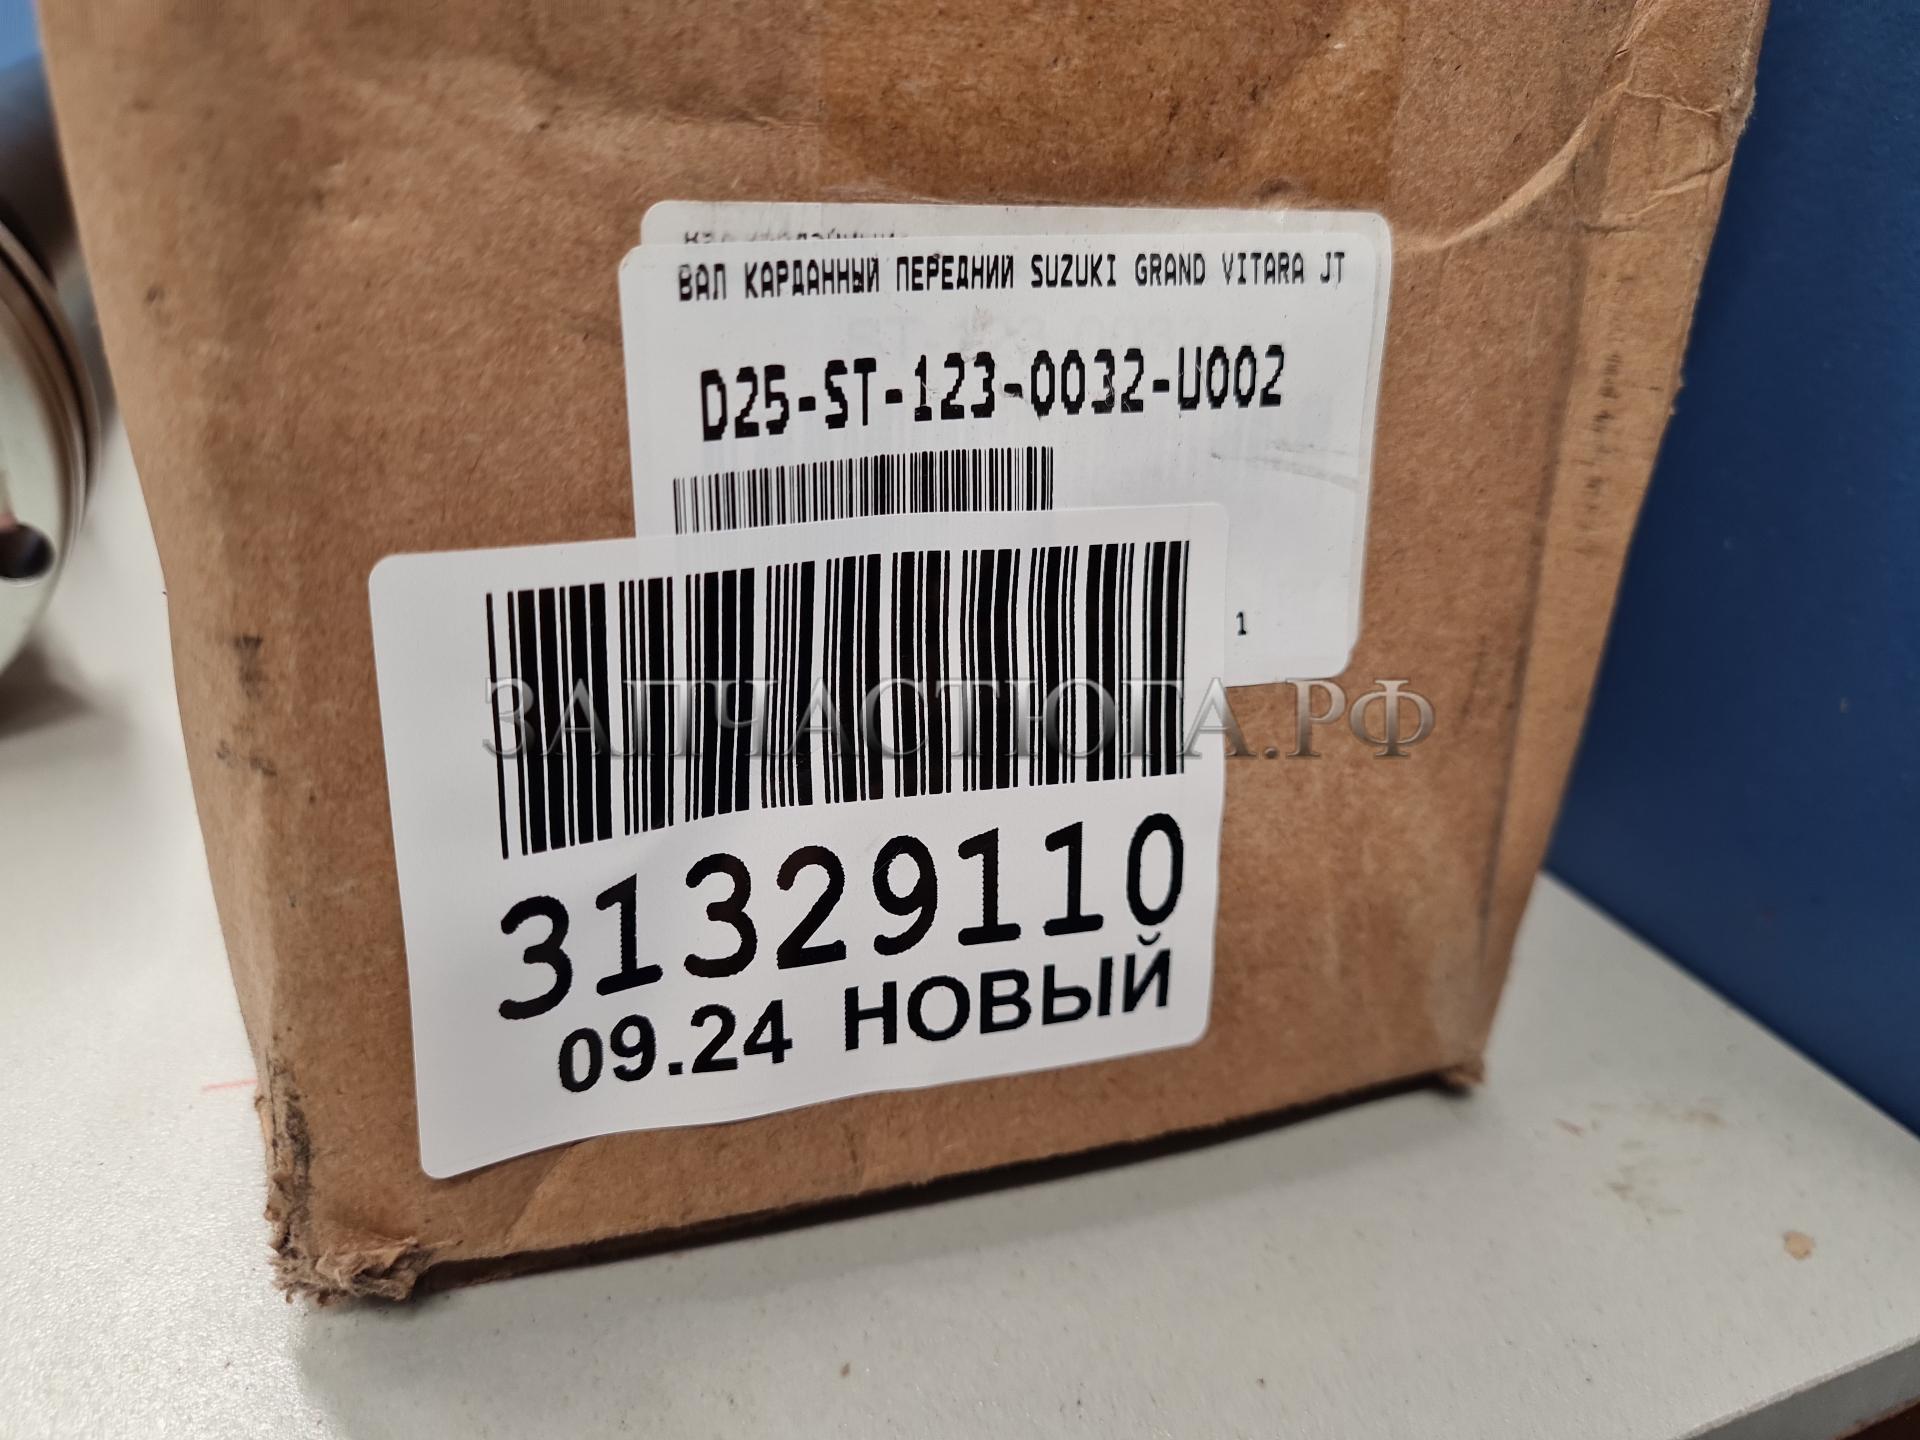 ВАЛ КАРДАННЫЙ ПЕРЕДНИЙ SUZUKI GRAND VITARA JT
D25-ST-123-0032-U002
1
ЗАПЧАСТЮГА.РФ
31329110
09.24 НОВЫЙ